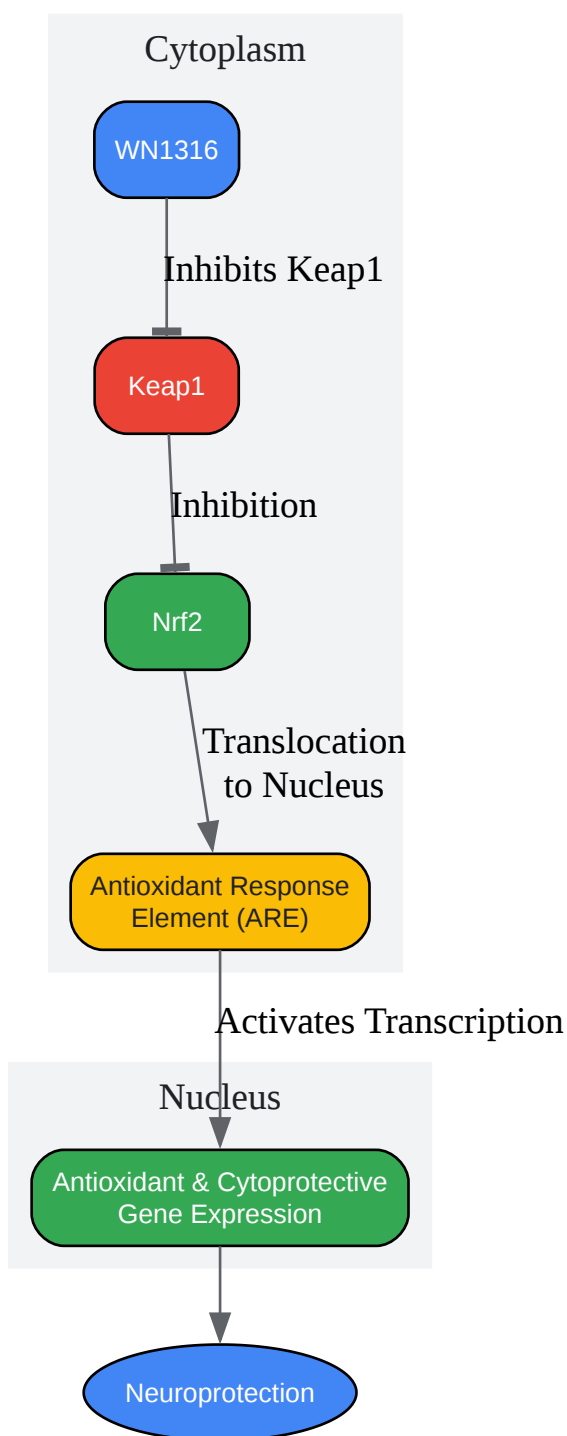 Cytoplasm
WN1316
Inhibits Keap1
Keap1
Inhibition
Nrf2
Translocation
to Nucleus
Antioxidant Response
Element (ARE)
Activates Transcription
Nucleus
Antioxidant & Cytoprotective
Gene Expression
Neuroprotection